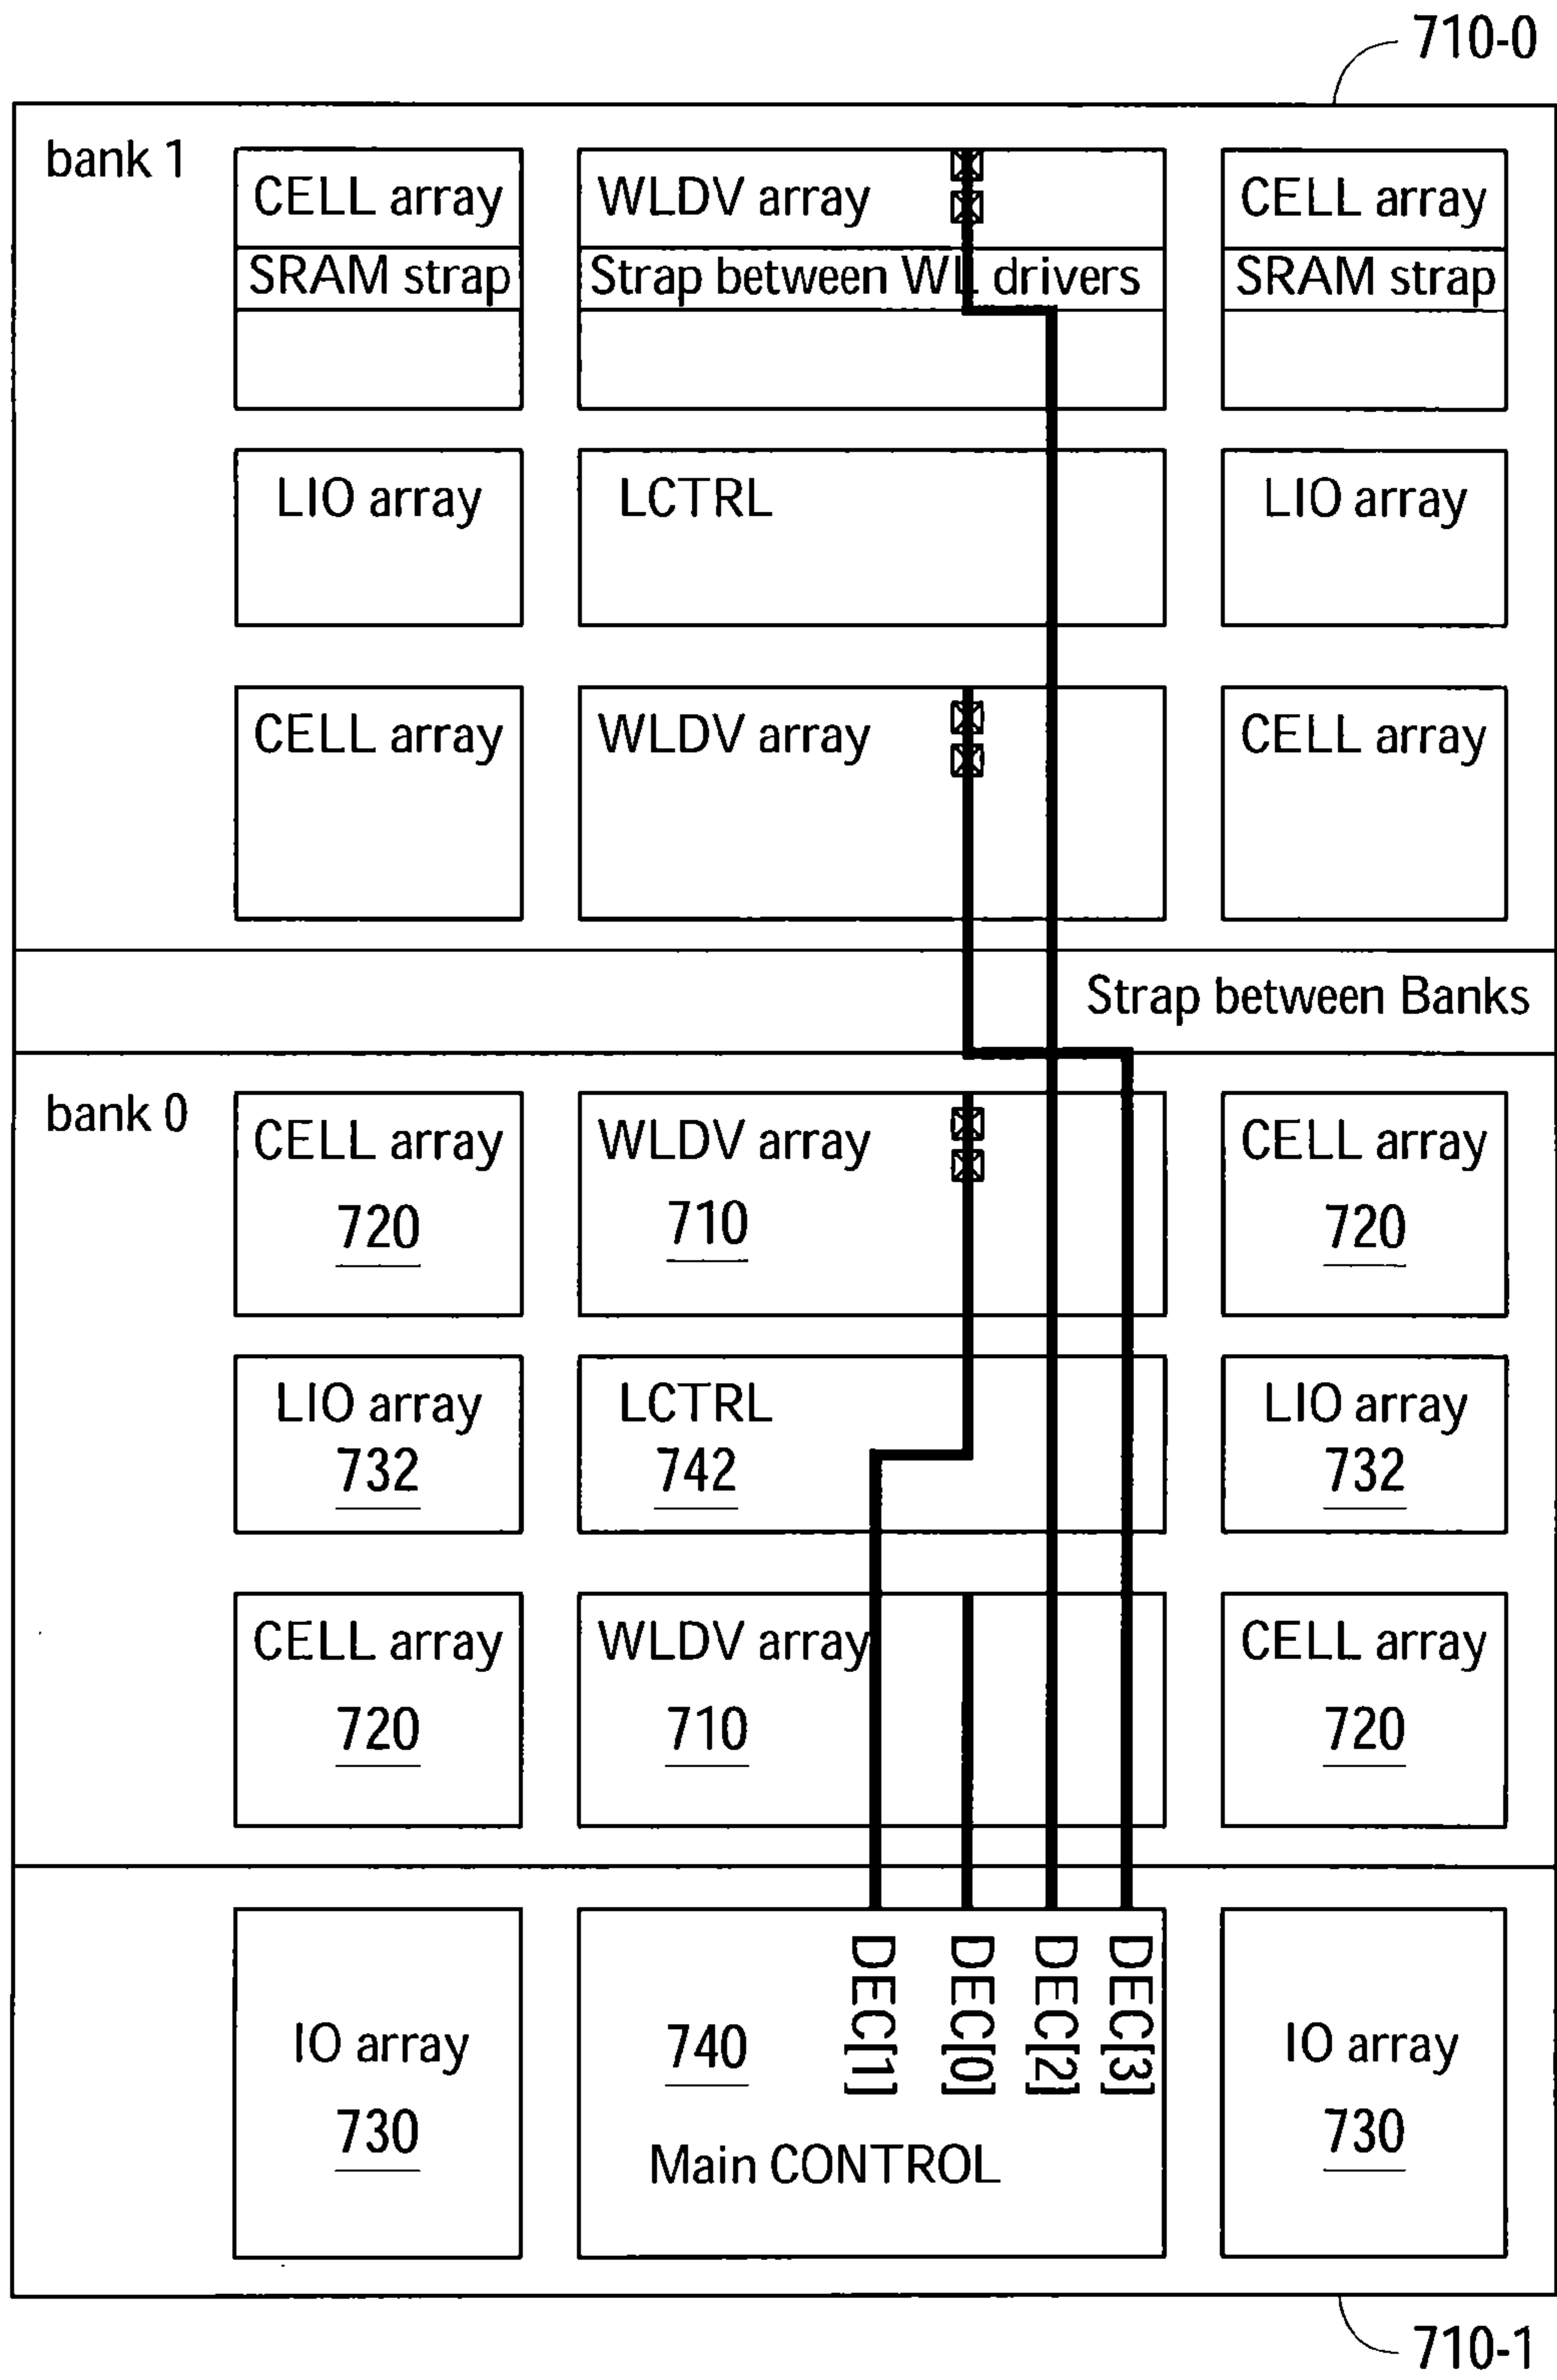 710-0
bank 1
CELL array
WLDV array
CELL array
SRAM strap
Strap between WL drivers
SRAM strap
LIO array
LCTRL
LIO array
CELL array
WLDV array
CELL array
Strap between Banks
bank 0
CELL array
720
WLDV array
710
CELL array
720
LIO array
732
LCTRL
742
LIO array
732
CELL array
720
WLDV array
710
CELL array
720
IO array
730
DEC[1]
DEC[0]
DEC[2]
DEC[3]
740
Main CONTROL
IO array
730
710-1